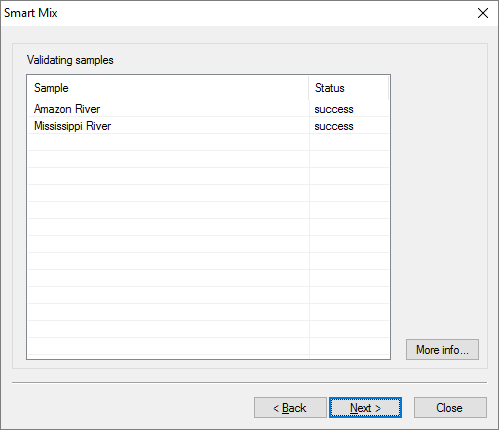 Smart Mix
Validating samples
Sample Status
Amazon River success
Mississippi River success
More info...
< Back Next > Close